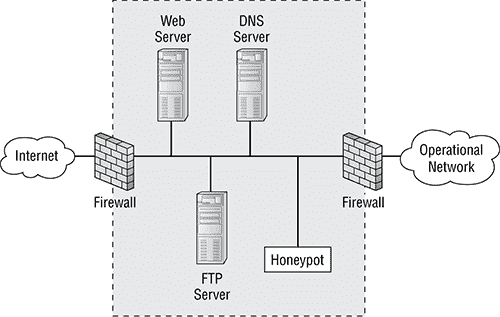 Web
Server
DNS
Server
Internet
Firewall
FTP
Server
Honeypot
Firewall
Operational
Network